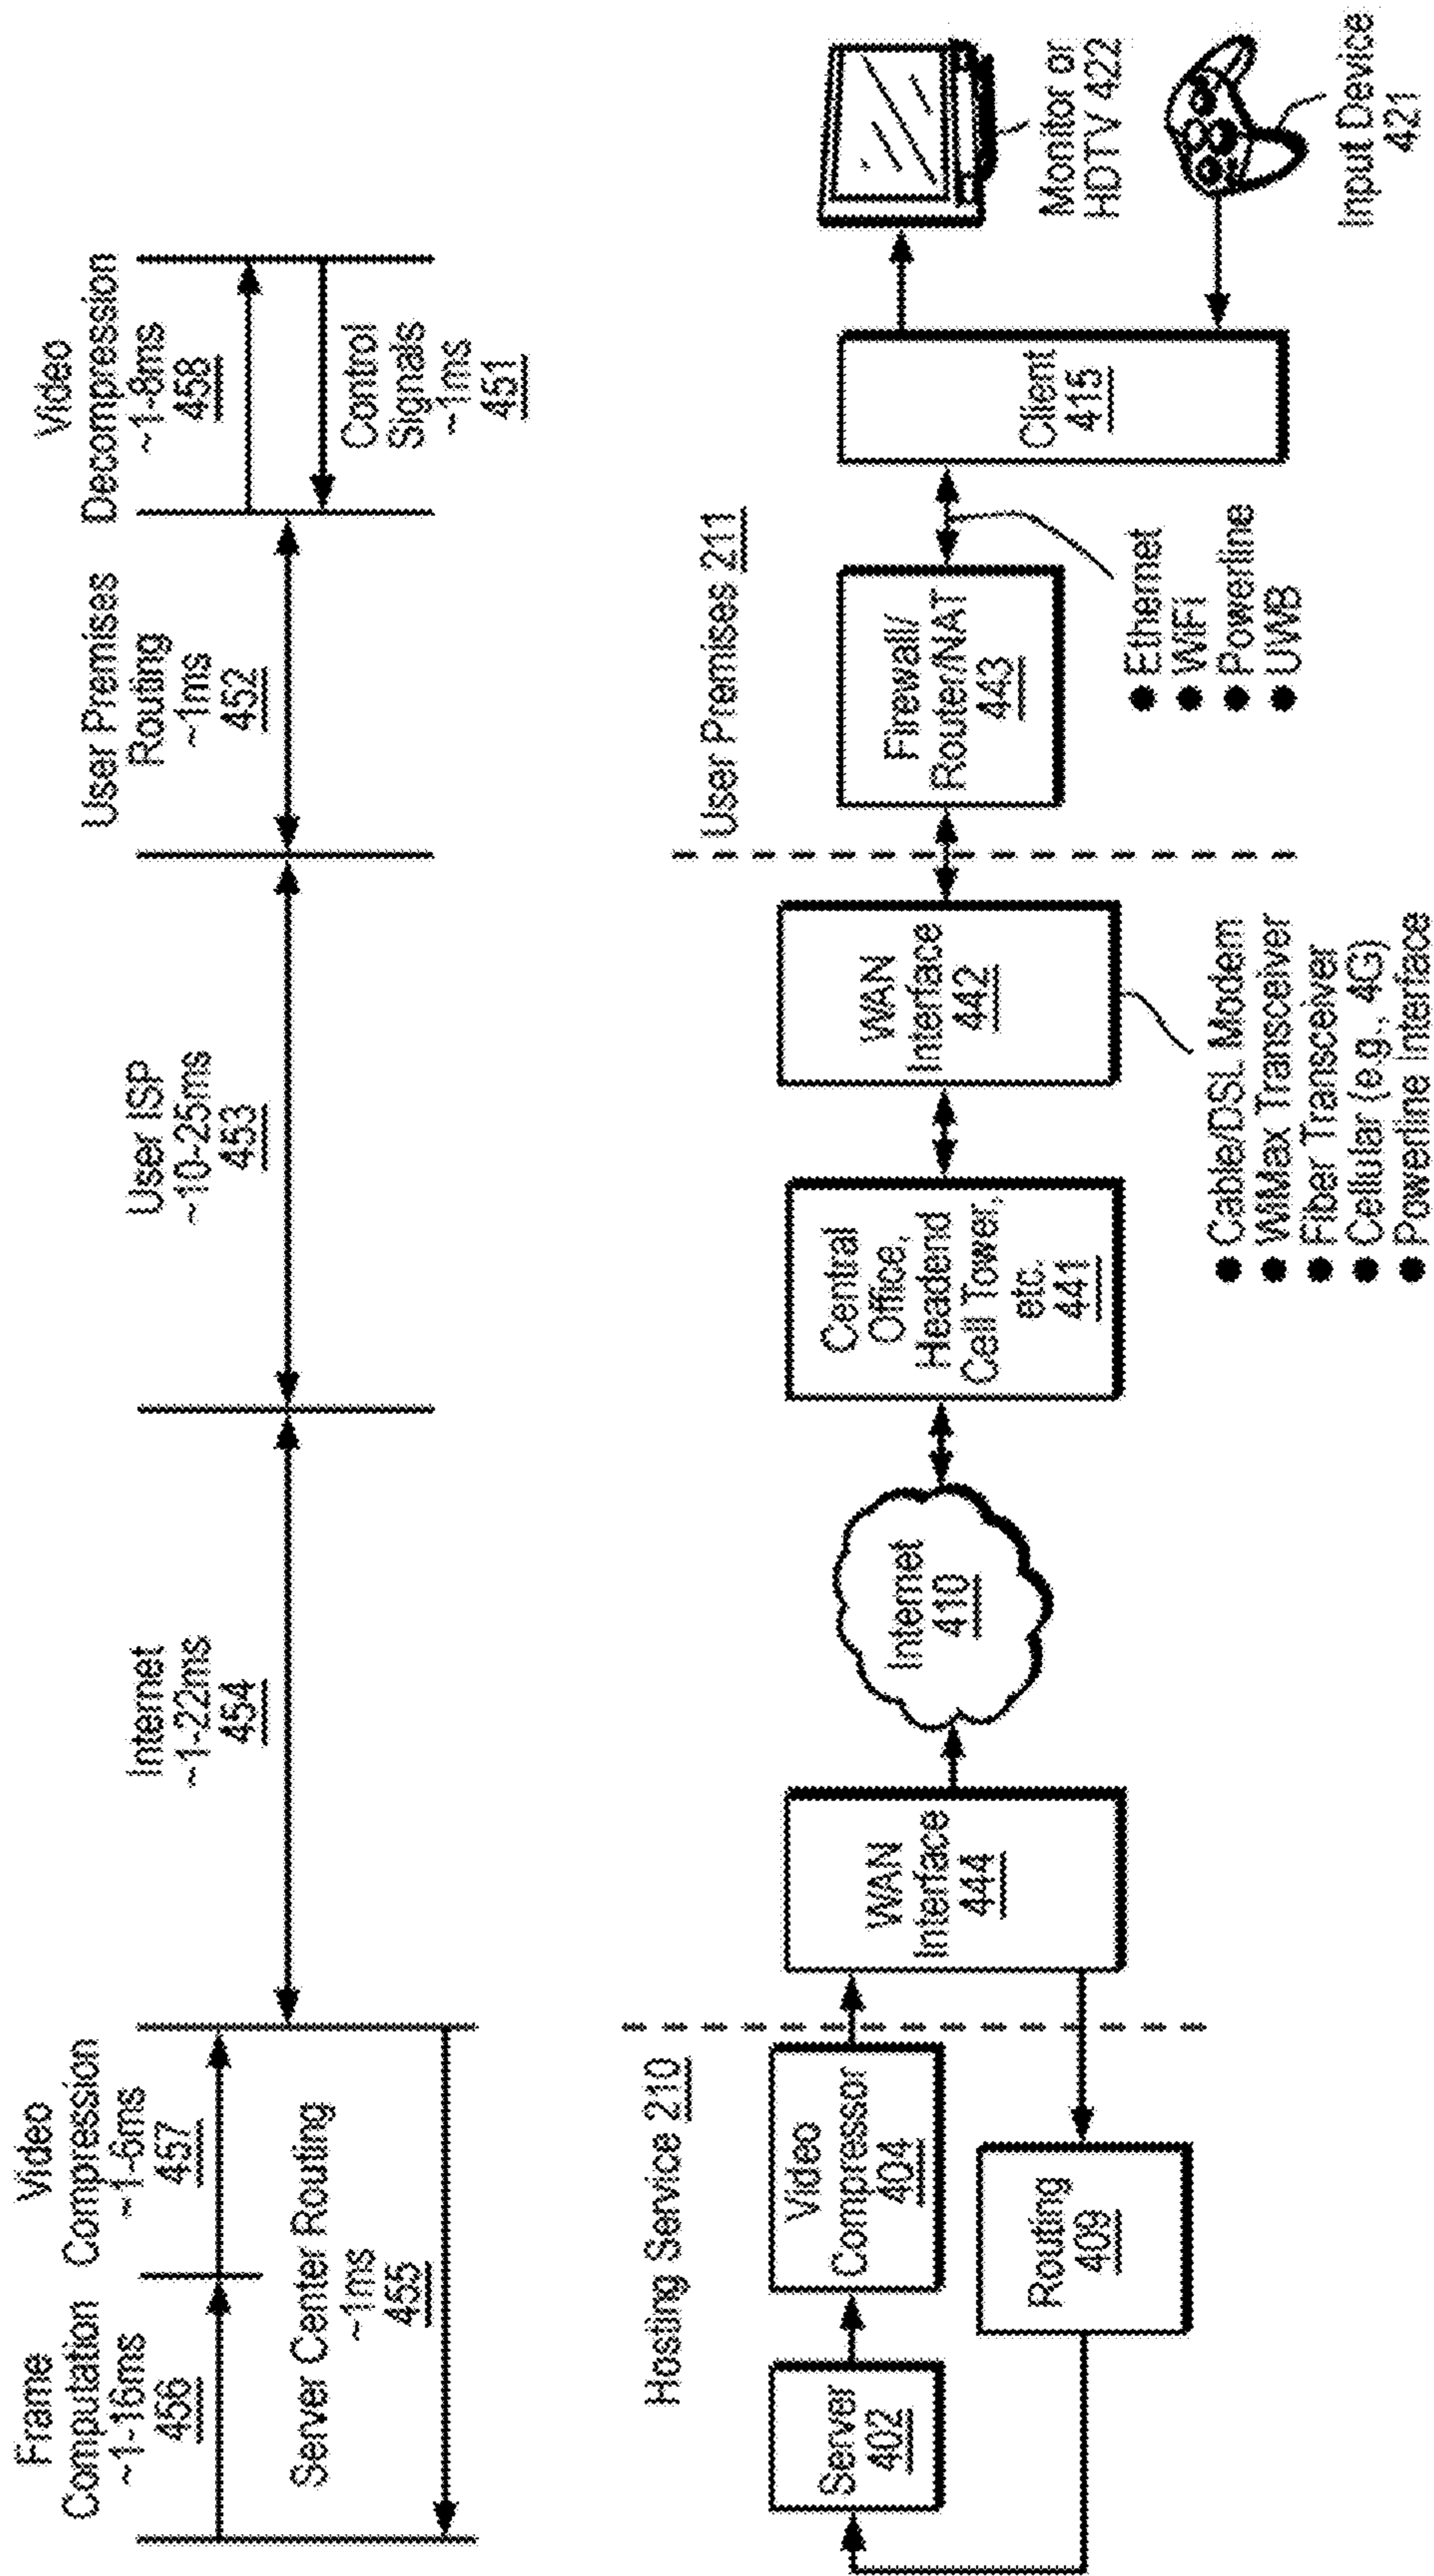 Frame
Computation
~1-16ms
456
Video
Compression
~1-6ms
457
Server Center Routing
~1ms
455
Internet
~1-22ms
454
User ISP
~10-25ms
453
User Premises
Routing
~1ms
452
Video
Decompression
~1-8ms
458
Control
Signals
~1ms
451
Hosting Service 210
Server
402
Video
Compressor
404
Routing
409
WAN
Interface
444
Internet
410
Central
Office,
Headend
Cell Tower,
etc.
441
WAN
Interface
442
● Cable/DSL Modem
● WiMax Transceiver
● Fiber Transceiver
● Cellular (e.g., 4G)
● Powerline Interface
User Premises 211
Firewall/
Router/NAT
443
● Ethernet
● WiFi
● Powerline
● UWB
Client
415
Monitor or
HDTV 422
Input Device
421